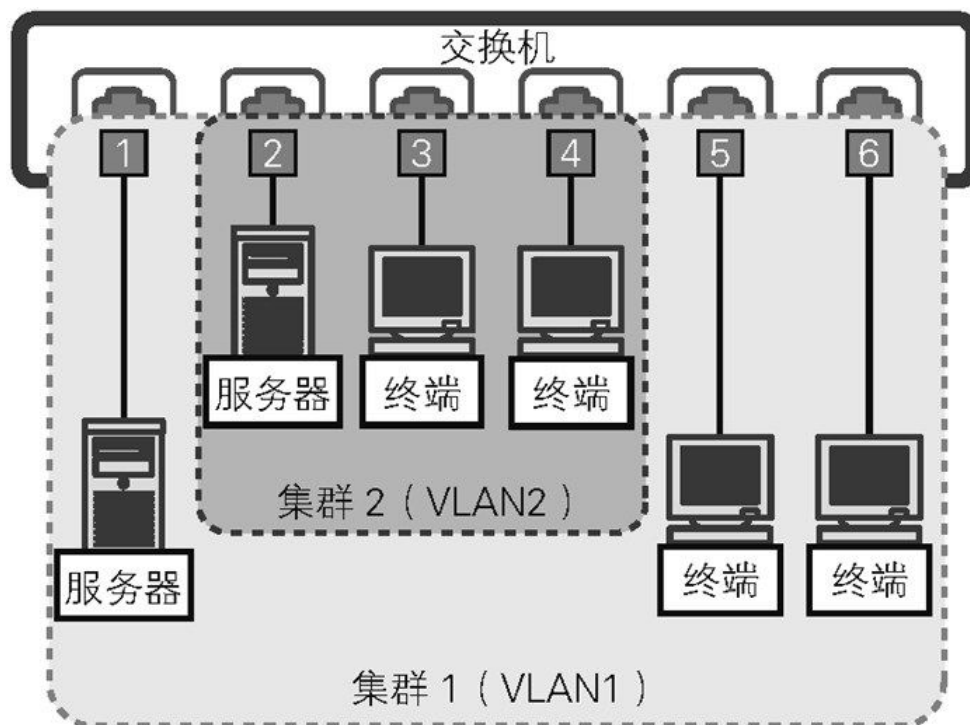 交换机
1 2 3 4 5 6
服务器 终端 终端
集群 2（VLAN2）
服务器 终端 终端
集群 1（VLAN1）